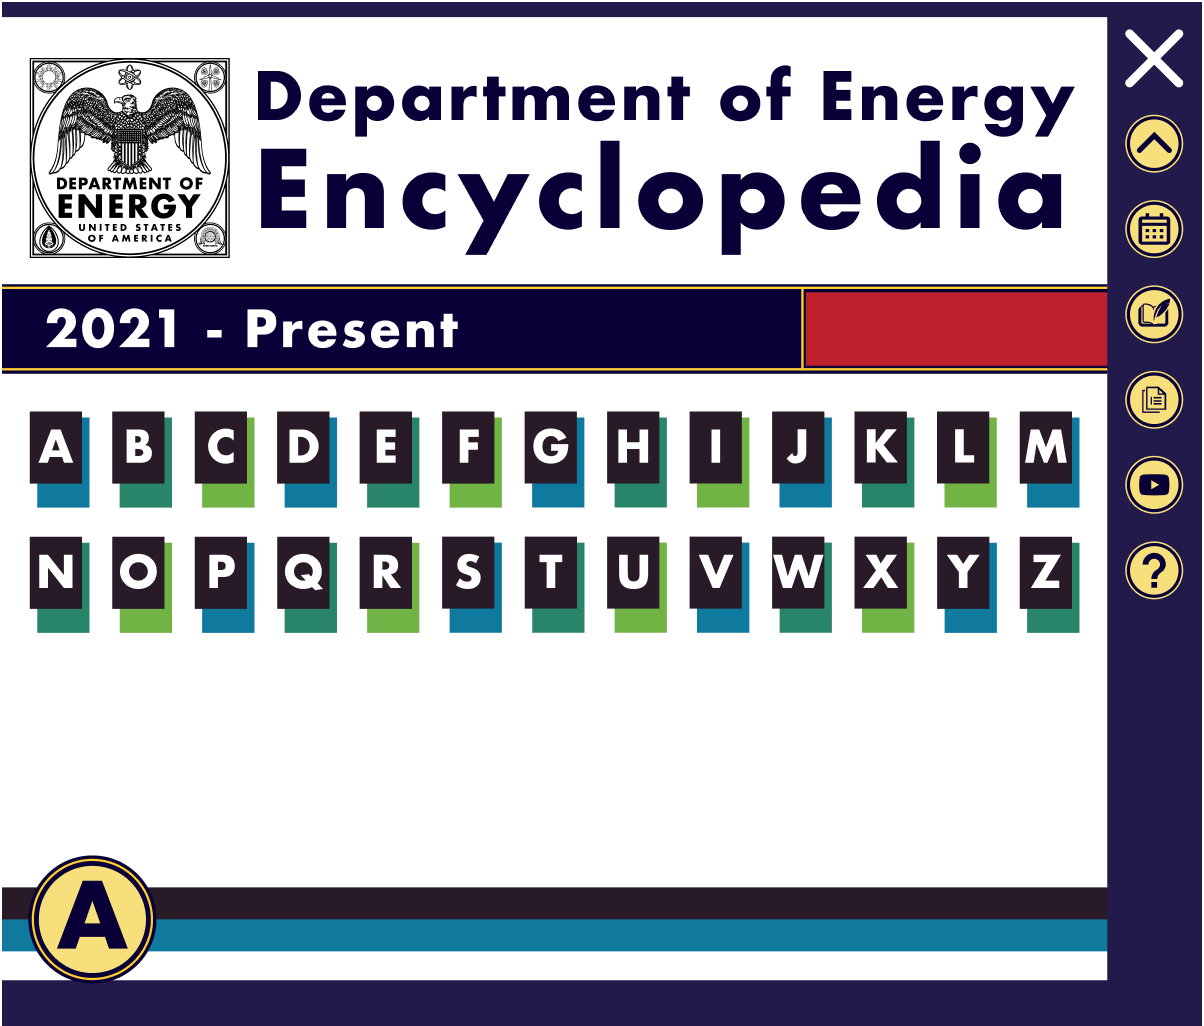 DEPARTMENT OF
ENERGY
UNITED STATES
OF AMERICA
Department of Energy
Encyclopedia
2021 - Present
A B C D E F G H I J K L M
N O P Q R S T U V W X Y Z
?
A